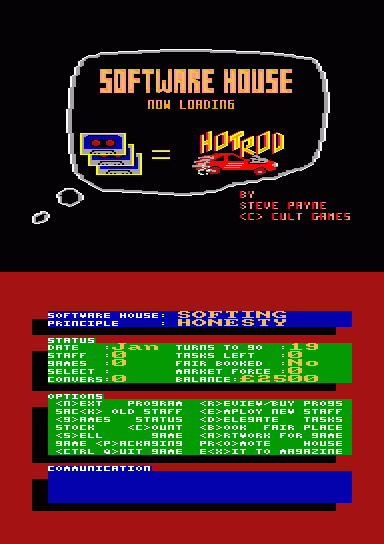 SOFTWARE HOUSE
NOW LOADING
= HOTROD
BY
STEVE PAYNE
<C> CULT GAMES
SOFTWARE HOUSE: SOFTING
PRINCIPLE : HONESTY
STATUS
DATE :Jan TURNS TO GO :19
STAFF :0 TASKS LEFT :0
GAMES :0 FAIR BOOKED :No
SELECT : MARKET FORCE :0
CONVERS:0 BALANCE:£2500
OPTIONS
<N>EXT PROGRAM <R>EVIEW/BUY PROGS
SAC<K> OLD STAFF <E>MPLOY NEW STAFF
<G>AMES STATUS <D>ELEGATE TASKS
STOCK <C>OUNT <B>OOK FAIR PLACE
<S>ELL GAME <A>RTWORK FOR GAME
GAME <P>ACKAGING PR<O>MOTE HOUSE
<CTRL Q>UIT GAME E<X>IT TO MAGAZINE
COMMUNICATION